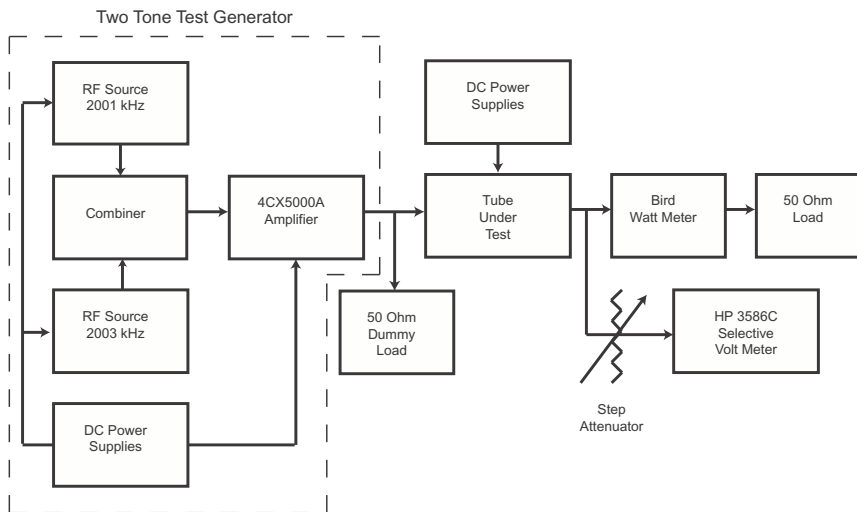 Two Tone Test Generator
RF Source
2001 kHz
DC Power
Supplies
Combiner
4CX5000A
Amplifier
Tube
Under
Test
Bird
Watt Meter
50 Ohm
Load
RF Source
2003 kHz
50 Ohm
Dummy
Load
HP 3586C
Selective
Volt Meter
Step
Attenuator
DC Power
Supplies